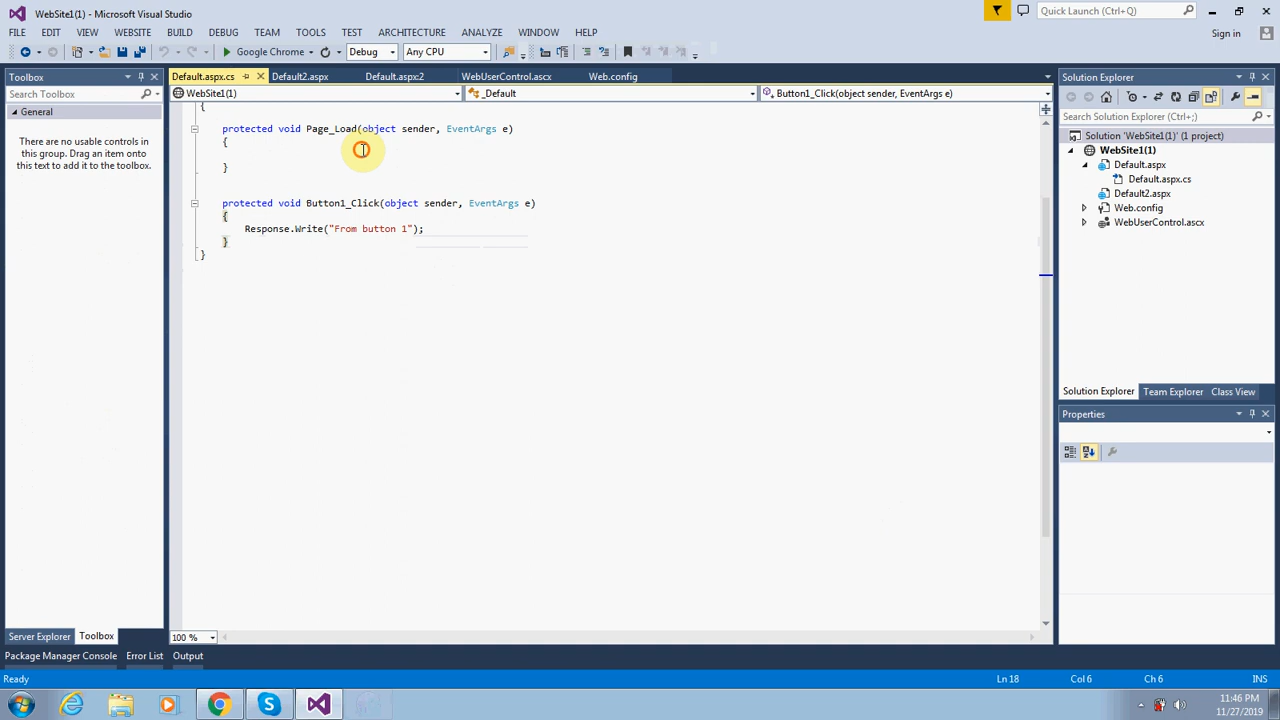 WebSite1(1) - Microsoft Visual Studio
Quick Launch (Ctrl+Q)
FILE EDIT VIEW WEBSITE BUILD DEBUG TEAM TOOLS TEST ARCHITECTURE ANALYZE WINDOW HELP
Sign in
Google Chrome Debug Any CPU
Toolbox
Default.aspx.cs Default2.aspx Default.aspx2 WebUserControl.ascx Web.config
Solution Explorer
Search Toolbox
WebSite1(1) _Default Button1_Click(object sender, EventArgs e)
General
There are no usable controls in
this group. Drag an item onto
this text to add it to the toolbox.
{
protected void Page_Load(object sender, EventArgs e)
{
}
protected void Button1_Click(object sender, EventArgs e)
{
Response.Write("From button 1");
}
}
Search Solution Explorer (Ctrl+;)
Solution 'WebSite1(1)' (1 project)
WebSite1(1)
Default.aspx
Default.aspx.cs
Default2.aspx
Web.config
WebUserControl.ascx
Solution Explorer Team Explorer Class View
Properties
100 %
Server Explorer Toolbox
Package Manager Console Error List Output
Ready Ln 18 Col 6 Ch 6 INS
11:46 PM
11/27/2019